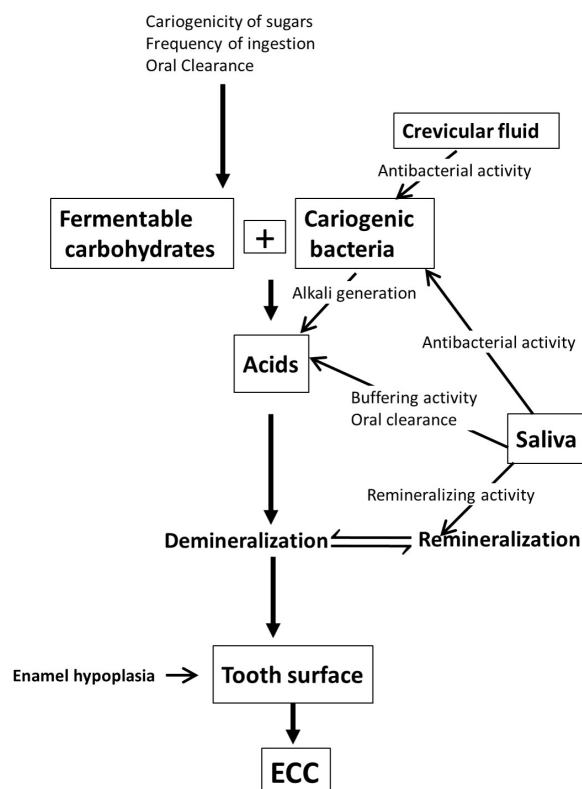 Cariogenicity of sugars
Frequency of ingestion
Oral Clearance
Crevicular fluid
Antibacterial activity
Fermentable
carbohydrates
+
Cariogenic
bacteria
Alkali generation
Antibacterial activity
Acids
Buffering activity
Oral clearance
Saliva
Remineralizing activity
Demineralization
Remineralization
Enamel hypoplasia
Tooth surface
ECC